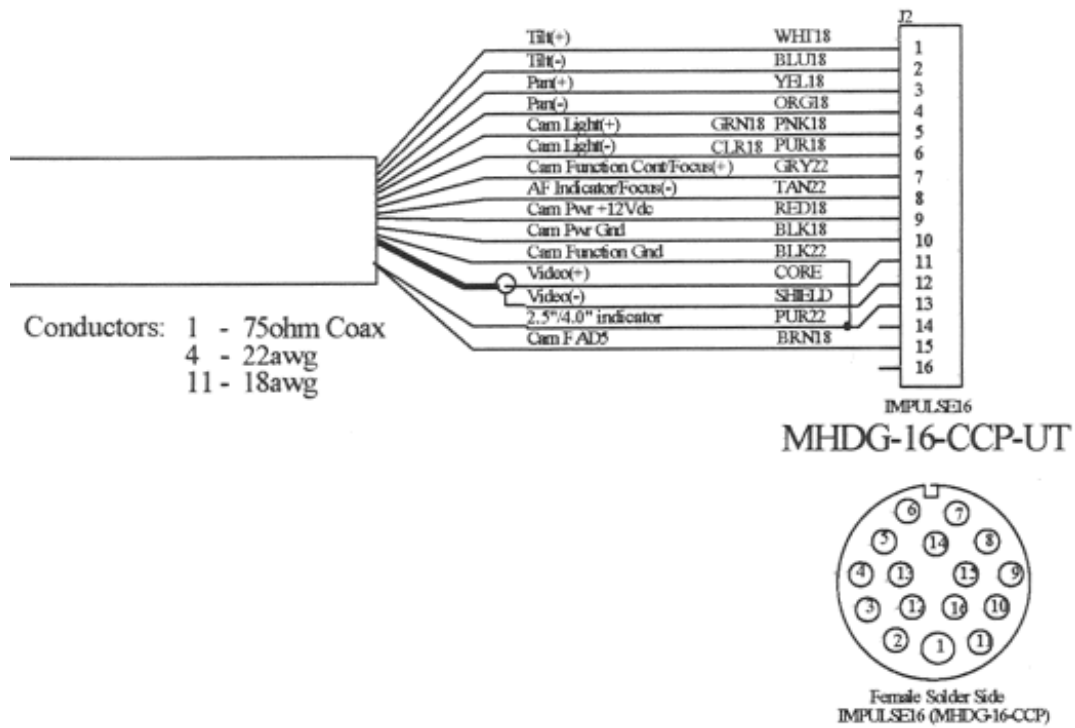 J2
Tilt(+) WHT18 1
Tilt(-) BLU18 2
Pan(+) YEL18 3
Pan(-) ORG18 4
Cam Light(+) GRN18 PNK18 5
Cam Light(-) CLR18 PUR18 6
Cam Function Cont/Focus(+) GRY22 7
AF Indicator/Focus(-) TAN22 8
Cam Pwr +12Vdc RED18 9
Cam Pwr Gnd BLK18 10
Cam Function Gnd BLK22 11
Video(+) CORE 12
Video(-) SHIELD 13
2.5"/4.0" indicator PUR22 14
Cam F AD5 BRN18 15
16
Conductors: 1 - 75ohm Coax
4 - 22awg
11 - 18awg
IMPULSE16
MHDG-16-CCP-UT
6 7
5 14 8
4 13 15 9
3 12 16 10
2 1 11
Female Solder Side
IMPULSE16 (MHDG-16-CCP)